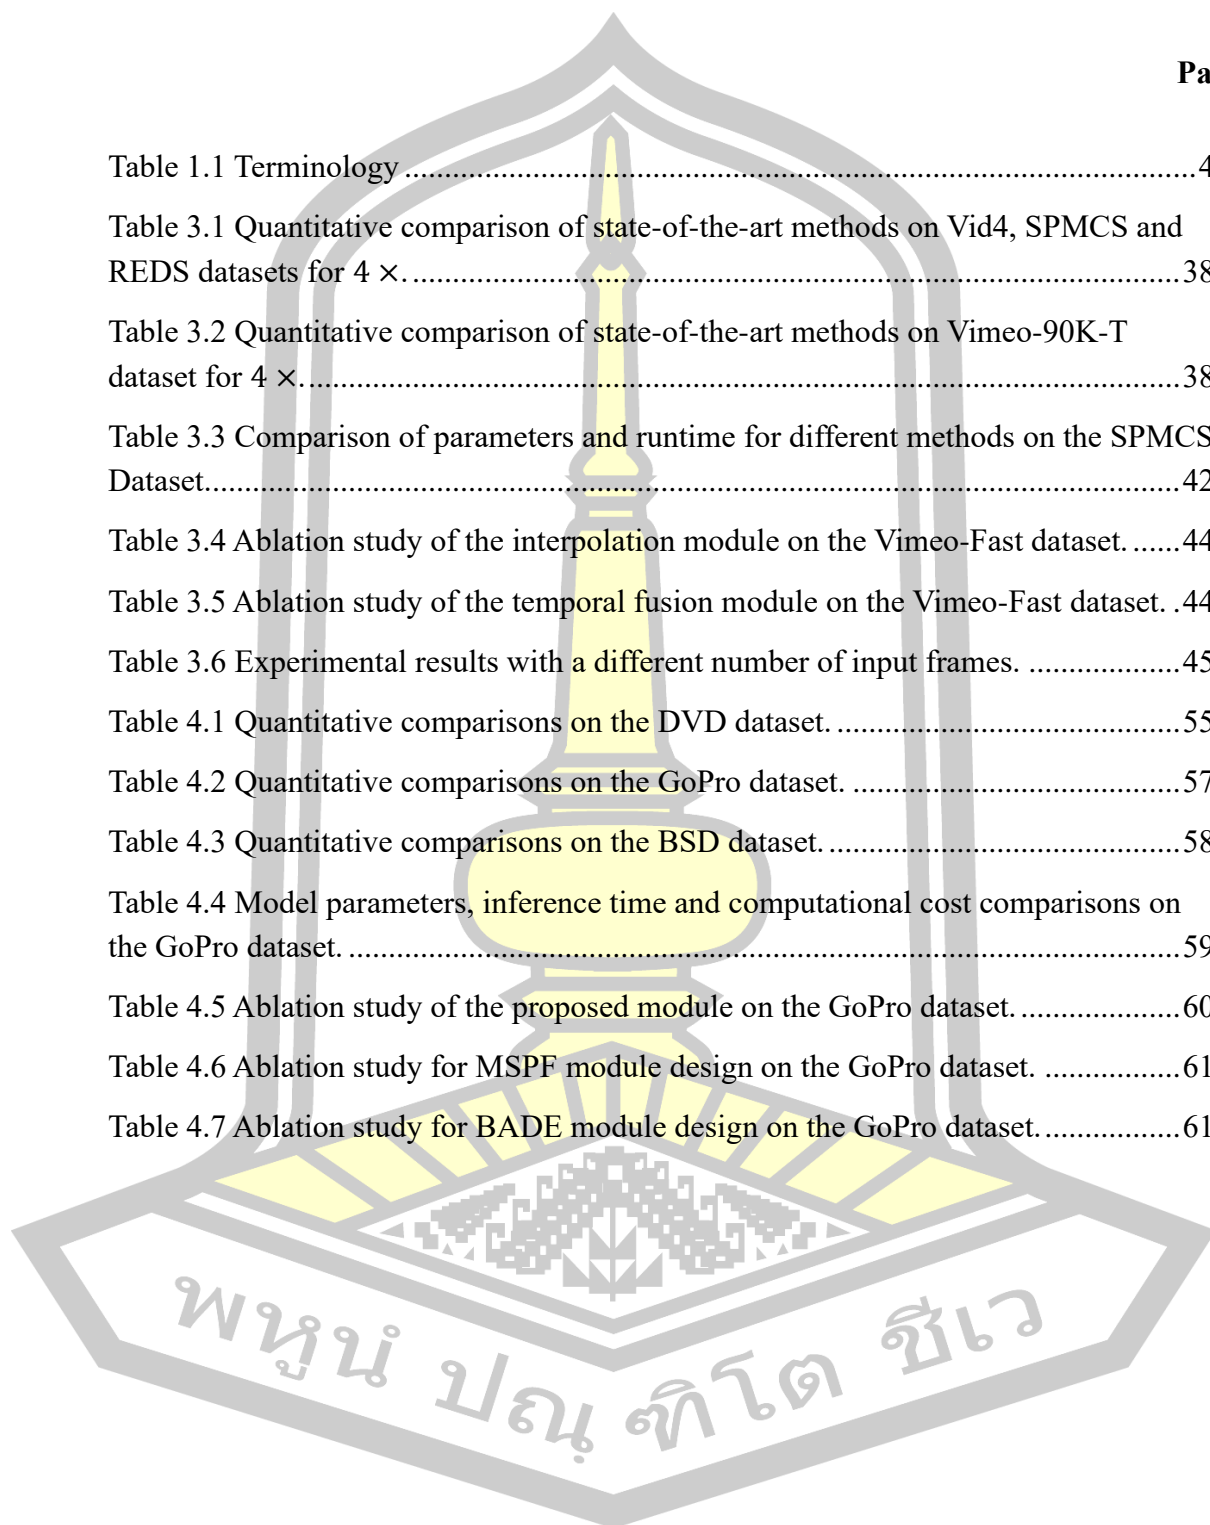 Pa
Table 1.1 Terminology....................................................................................................4
Table 3.1 Quantitative comparison of state-of-the-art methods on Vid4, SPMCS and
REDS datasets for 4 ×...................................................................................................38
Table 3.2 Quantitative comparison of state-of-the-art methods on Vimeo-90K-T
dataset for 4 ×................................................................................................................38
Table 3.3 Comparison of parameters and runtime for different methods on the SPMCS
Dataset............................................................................................................................42
Table 3.4 Ablation study of the interpolation module on the Vimeo-Fast dataset. ......44
Table 3.5 Ablation study of the temporal fusion module on the Vimeo-Fast dataset. .44
Table 3.6 Experimental results with a different number of input frames. ...................45
Table 4.1 Quantitative comparisons on the DVD dataset. ...........................................55
Table 4.2 Quantitative comparisons on the GoPro dataset. .........................................57
Table 4.3 Quantitative comparisons on the BSD dataset. ............................................58
Table 4.4 Model parameters, inference time and computational cost comparisons on
the GoPro dataset. .........................................................................................................59
Table 4.5 Ablation study of the proposed module on the GoPro dataset. ....................60
Table 4.6 Ablation study for MSPF module design on the GoPro dataset. .................61
Table 4.7 Ablation study for BADE module design on the GoPro dataset. .................61
พหูนํ ปณฺฑิโต ชีเว